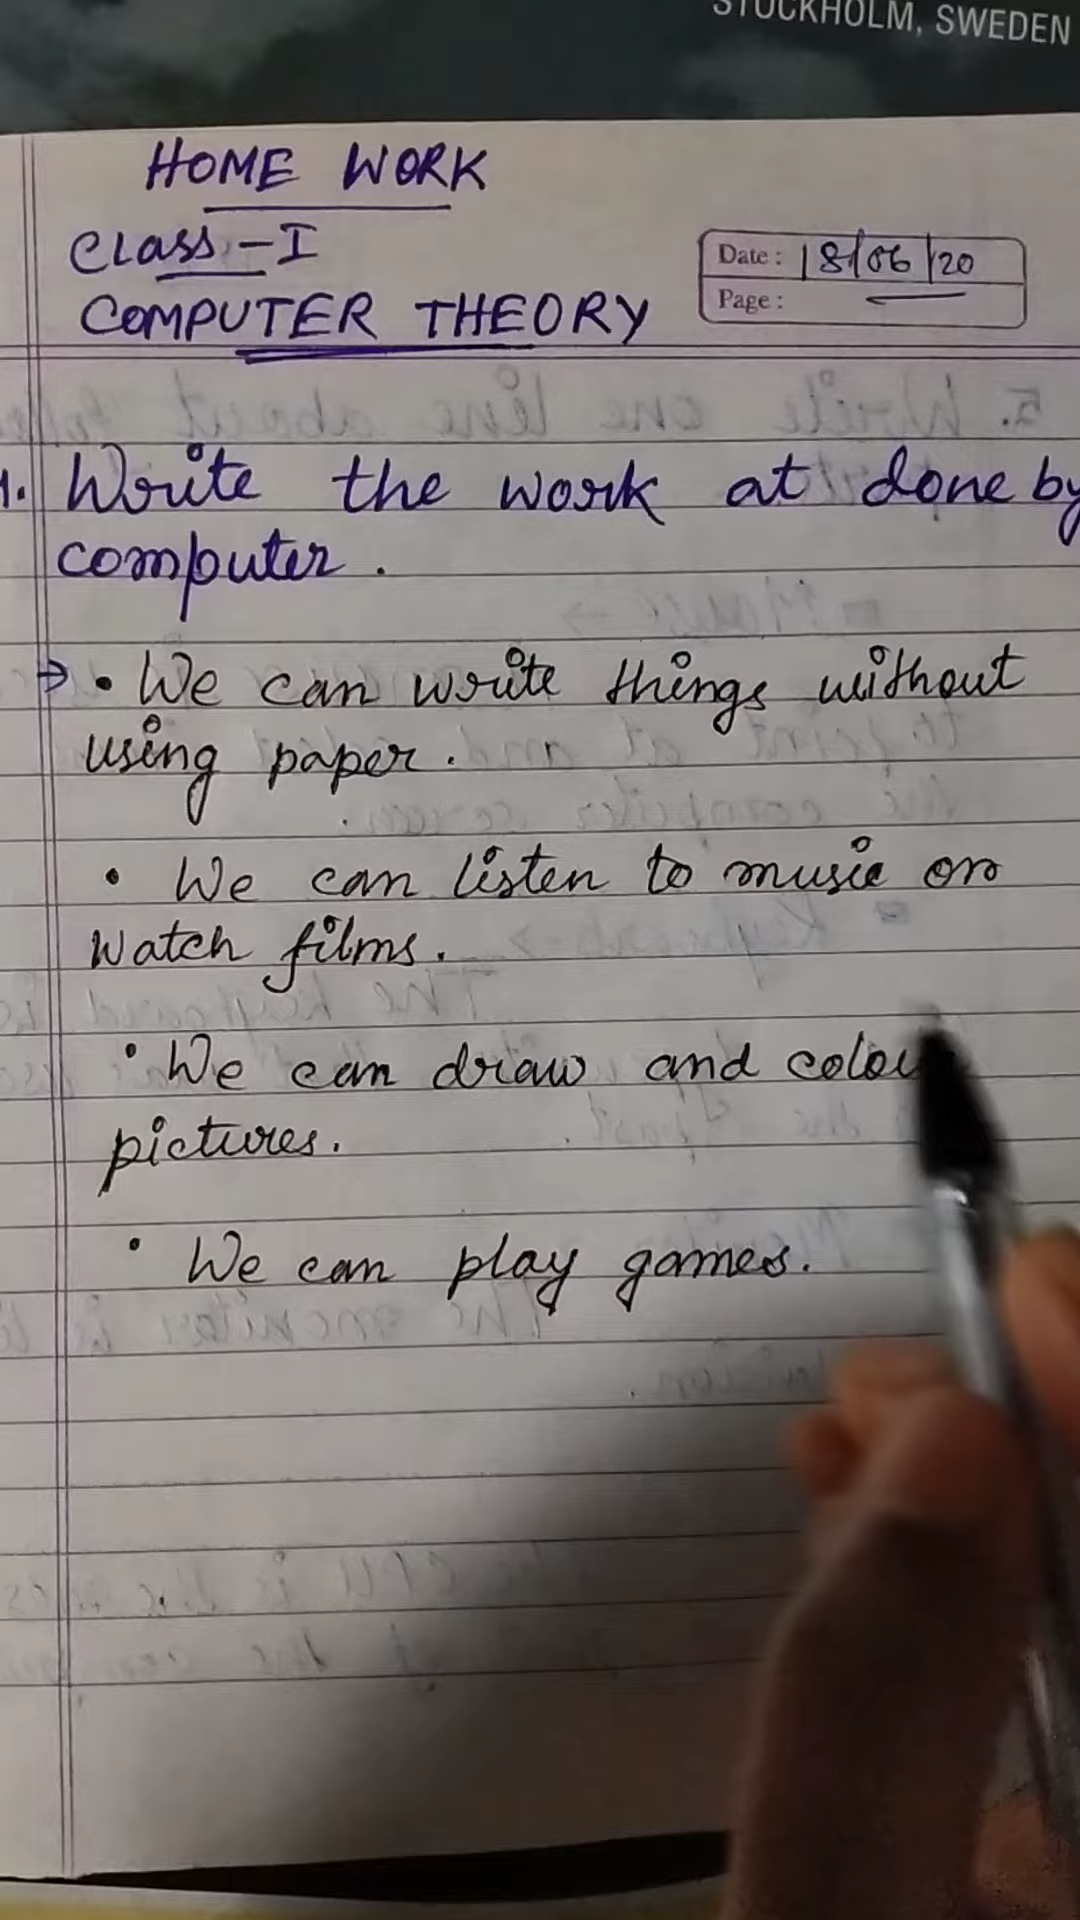 STOCKHOLM, SWEDEN
HOME WORK
CLASS - I
Date: 18/06/20
Page:
COMPUTER THEORY
1. Write the work at done by
computer.
→ • We can write things without
using paper.
• We can listen to music or
watch films.
• We can draw and colour
pictures.
• We can play games.